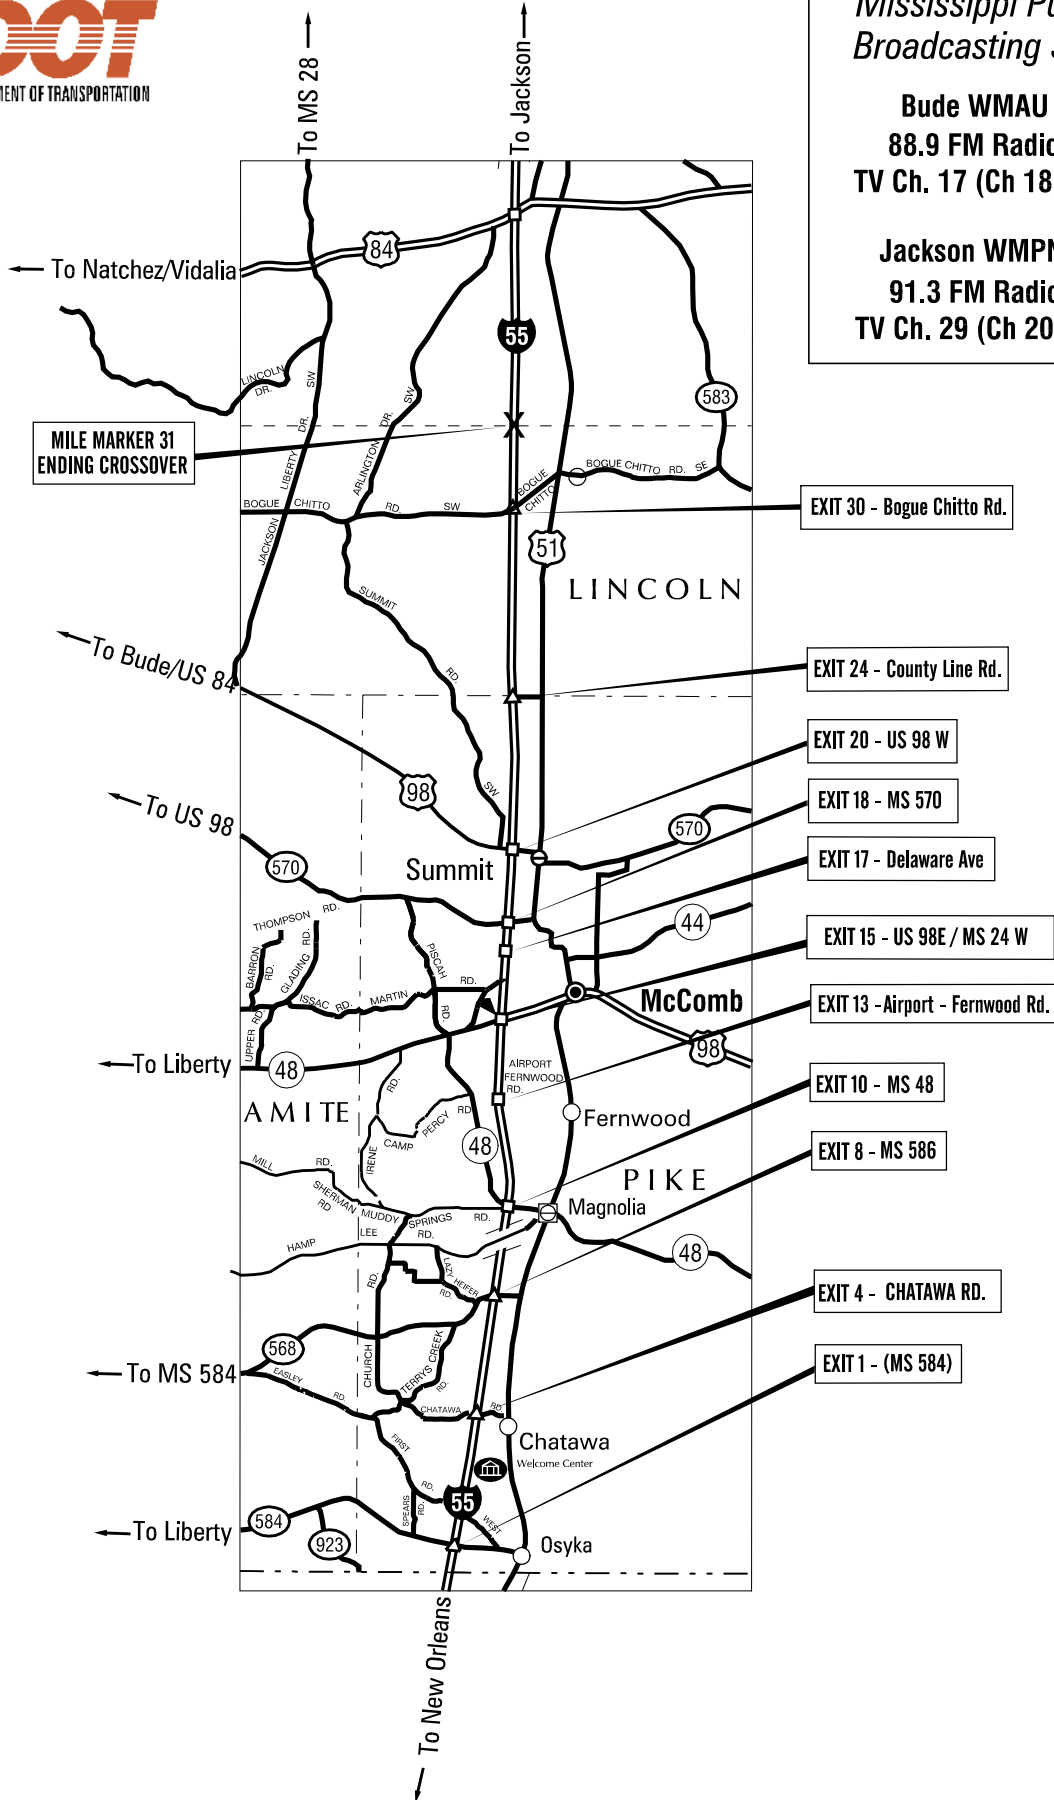 DOT
MENT OF TRANSPORTATION
Broadcasting
Bude WMAU
88.9 FM Radio
TV Ch. 17 (Ch 18
Jackson WMPN
91.3 FM Radio
TV Ch. 29 (Ch 20
To MS 28
To Jackson
To Natchez/Vidalia
84
55
LINCOLN
DR.
583
MILE MARKER 31
ENDING CROSSOVER
JACKSON LIBERTY DR. SW
ARLINGTON DR. SW
BOGUE CHITTO RD. SW
BOGUE
CHITTO
BOGUE CHITTO RD. SE
EXIT 30 - Bogue Chitto Rd.
51
LINCOLN
SUMMIT RD. SW
To Bude/US 84
EXIT 24 - County Line Rd.
EXIT 20 - US 98 W
98
To US 98
EXIT 18 - MS 570
570
570
Summit
EXIT 17 - Delaware Ave
THOMPSON RD.
44
EXIT 15 - US 98E / MS 24 W
BARRON
RD.
GLADING RD.
PISGAH
RD.
RD.
ISSAC RD. MARTIN
McComb
EXIT 13 -Airport - Fernwood Rd.
UPPER RD.
98
To Liberty
48
AIRPORT
FERNWOOD
RD.
EXIT 10 - MS 48
AMITE
RD.
IRENE
CAMP
PERCY
RD
Fernwood
48
EXIT 8 - MS 586
MILL RD.
PIKE
SHERMAN
RD
MUDDY SPRINGS RD.
Magnolia
HAMP LEE RD.
48
LAZY
HEIFER
RD.
EXIT 4 - CHATAWA RD.
568
CHURCH RD.
TERRYS CREEK
RD.
EXIT 1 - (MS 584)
To MS 584
EASLEY RD.
CHATAWA RD.
FIRST
Chatawa
Welcome Center
RD.
55
SPEARS
RD.
WEST
584
To Liberty
923
Osyka
To New Orleans